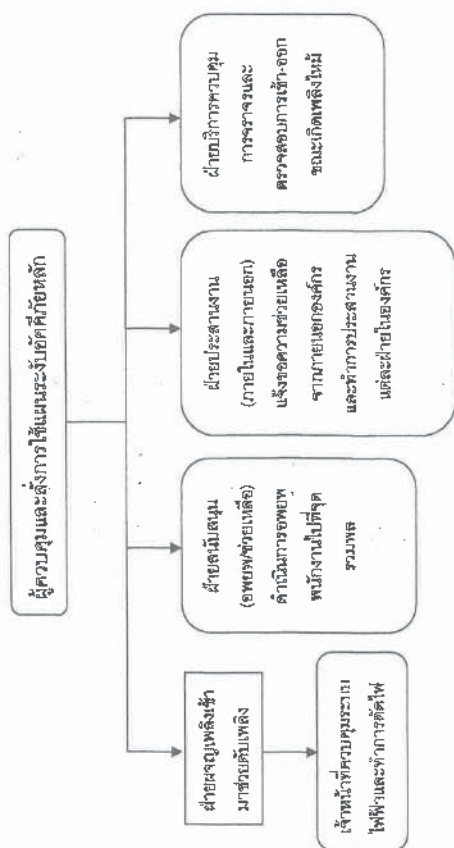 ผู้ควบคุมและสั่งการใช้แผนระงับอัคคีภัยหลัก
ฝ่ายผจญเพลิงเข้า
มาช่วยดับเพลิง
เจ้าหน้าที่ควบคุมระบบ
ไฟฟ้าและทำการตัดไฟ
ฝ่ายสนับสนุน
(อพยพ/ช่วยเหลือ)
ดำเนินการอพยพ
พนักงานไปที่จุด
รวมพล
ฝ่ายประสานงาน
(ภายในและภายนอก)
แจ้งขอความช่วยเหลือ
จากภายนอกองค์กร
และทำการประสานงาน
แต่ละฝ่ายในองค์กร
ฝ่ายบริการควบคุม
การจราจรและ
ตรวจสอบการเข้า-ออก
ขณะเกิดเพลิงไหม้